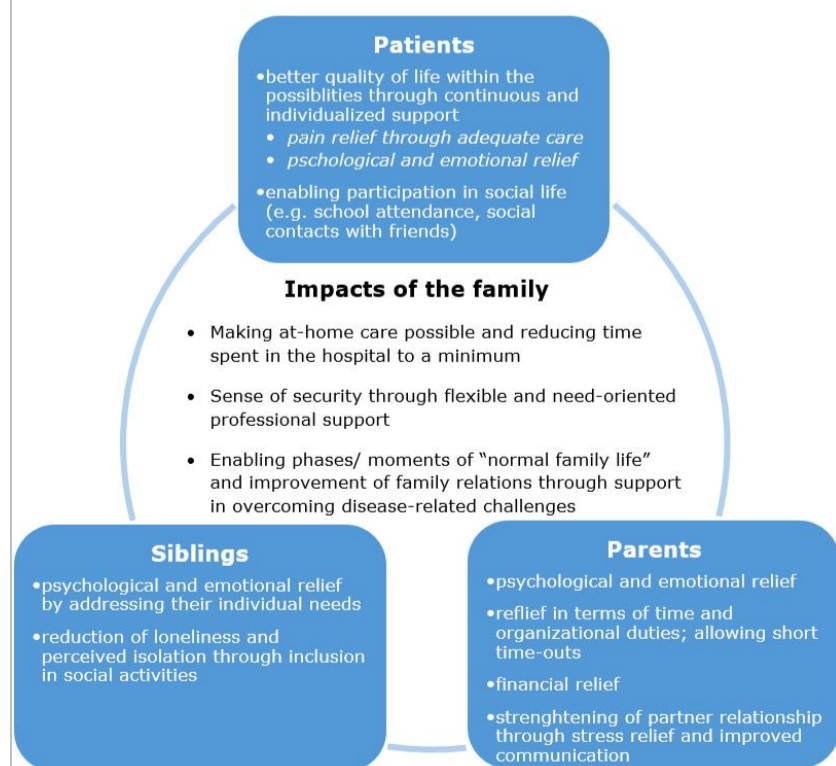 Patients
•better quality of life within the
possiblities through continuous and
individualized support
• pain relief through adequate care
• pschological and emotional relief
•enabling participation in social life
(e.g. school attendance, social
contacts with friends)
Impacts of the family
• Making at-home care possible and reducing time
spent in the hospital to a minimum
• Sense of security through flexible and need-oriented
professional support
• Enabling phases/ moments of “normal family life”
and improvement of family relations through support
in overcoming disease-related challenges
Siblings
•psychological and emotional relief
by addressing their individual needs
•reduction of loneliness and
perceived isolation through inclusion
in social activities
Parents
•psychological and emotional relief
•reflief in terms of time and
organizational duties; allowing short
time-outs
•financial relief
•strenghtening of partner relationship
through stress relief and improved
communication